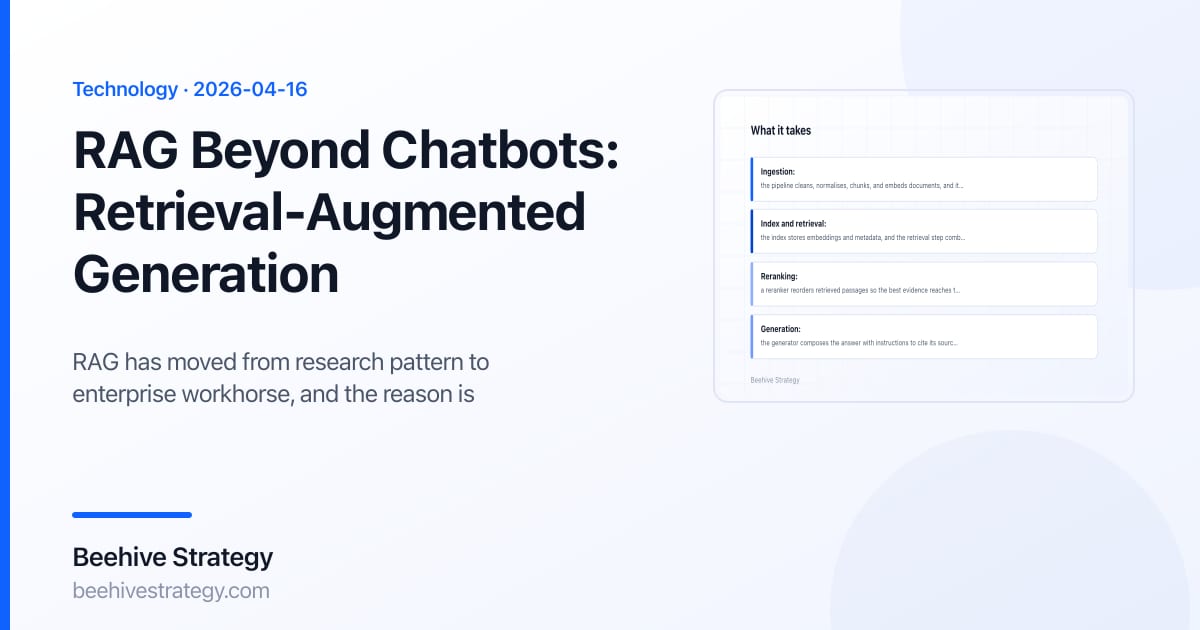 Technology · 2026-04-16
RAG Beyond Chatbots:
Retrieval-Augmented
Generation
RAG has moved from research pattern to
enterprise workhorse, and the reason is
Beehive Strategy
beehivestrategy.com
What it takes
Ingestion:
the pipeline cleans, normalises, chunks, and embeds documents, and it...
Index and retrieval:
the index stores embeddings and metadata, and the retrieval step comb...
Reranking:
a reranker reorders retrieved passages so the best evidence reaches t...
Generation:
the generator composes the answer with instructions to cite its sourc...
Beehive Strategy